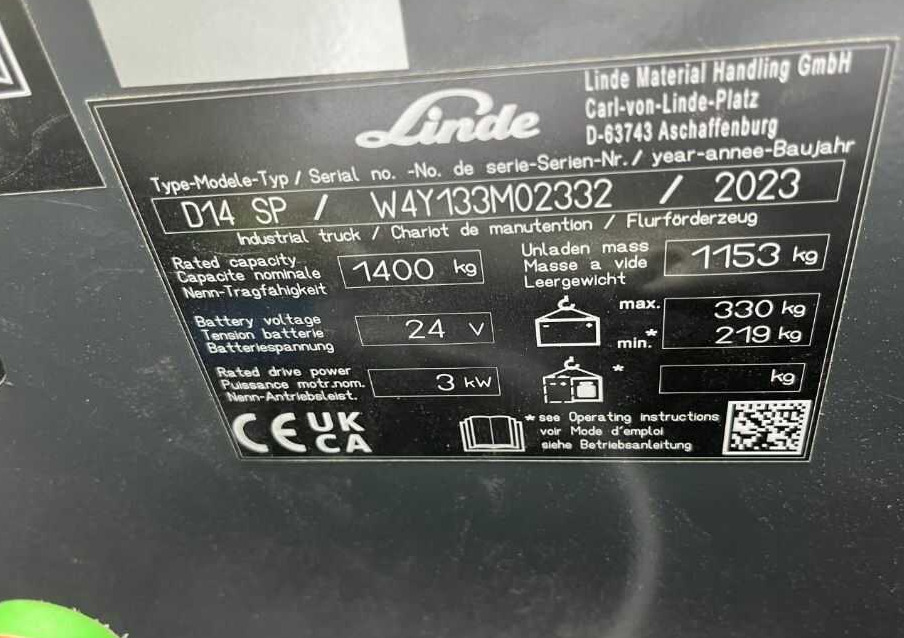 Linde
Linde Material Handling GmbH
Carl-von-Linde-Platz
D-63743 Aschaffenburg
Type-Modele-Typ / Serial no. -No. de serie-Serien-Nr. / year-annee-Baujahr
D14 SP / W4Y133M02332 / 2023
Industrial truck / Chariot de manutention / Flurförderzeug
Rated capacity
Capacite nominale
Nenn-Tragfähigkeit
1400 kg
Unladen mass
Masse a vide
Leergewicht
1153 kg
Battery voltage
Tension batterie
Batteriespannung
24 V
max. 330 kg
min.* 219 kg
Rated drive power
Puissance motr.nom.
Nenn-Antriebsleist.
3 kW
* kg
CE UK
CA
* see Operating instructions
voir Mode d'emploi
siehe Betriebsanleitung